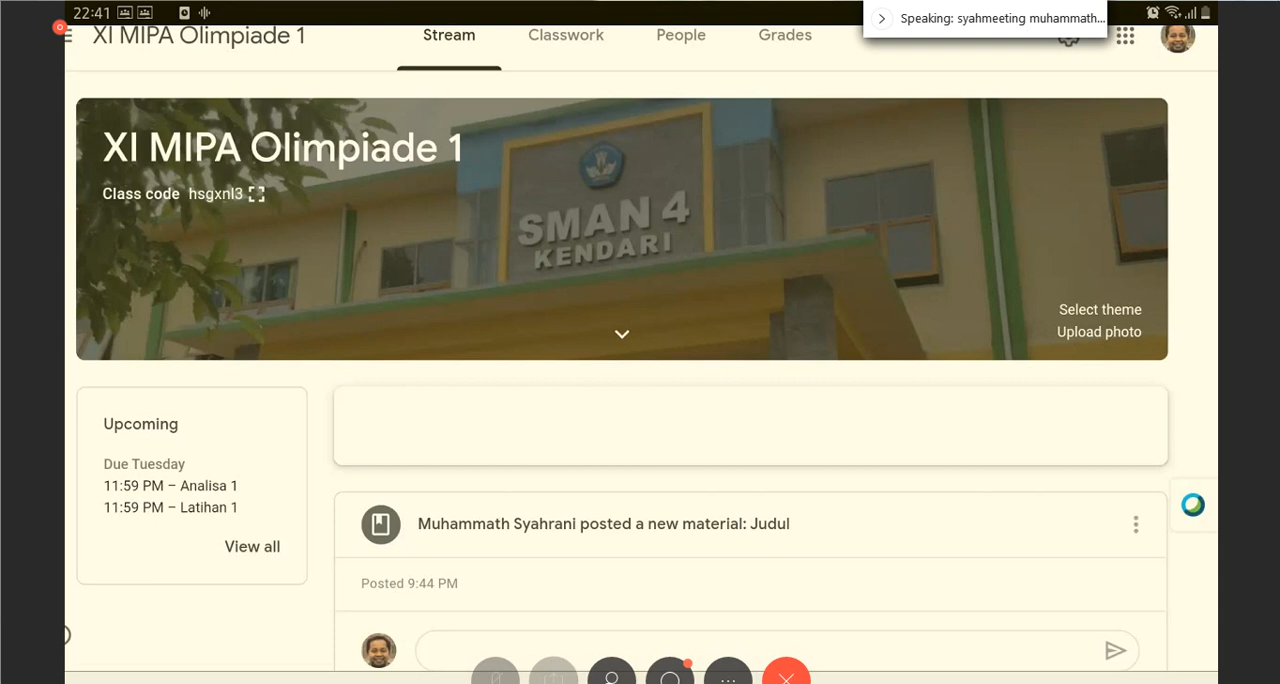 22:41
Speaking: syahmeeting muhammath...
XI MIPA Olimpiade 1
Stream
Classwork
People
Grades
XI MIPA Olimpiade 1
Class code hsgxnl3
SMAN 4
KENDARI
Select theme
Upload photo
Upcoming
Due Tuesday
11:59 PM – Analisa 1
11:59 PM – Latihan 1
View all
Muhammath Syahrani posted a new material: Judul
Posted 9:44 PM